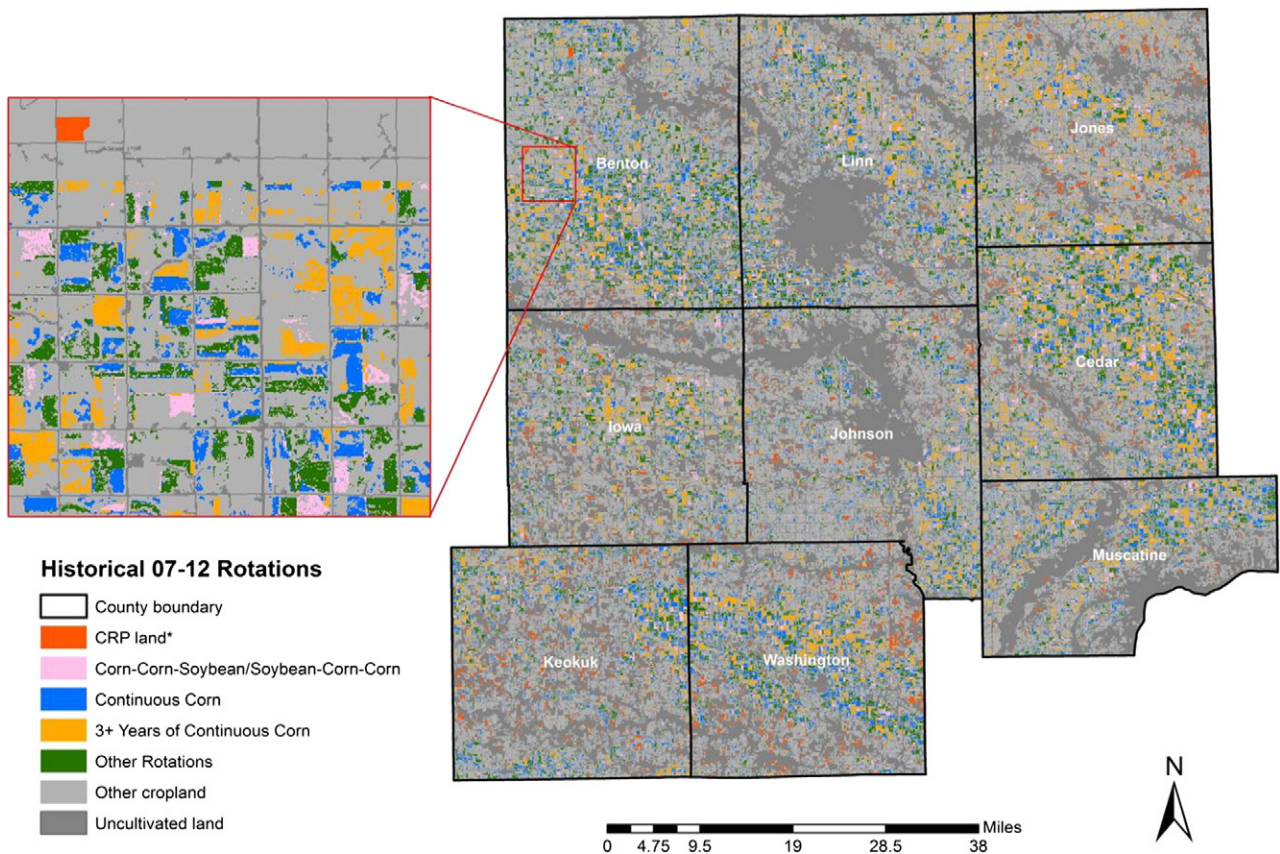 Benton
Linn
Jones
Cedar
Iowa
Johnson
Muscatine
Keokuk
Washington
Historical 07-12 Rotations
County boundary
CRP land*
Corn-Corn-Soybean/Soybean-Corn-Corn
Continuous Corn
3+ Years of Continuous Corn
Other Rotations
Other cropland
Uncultivated land
N
Miles
0 4.75 9.5 19 28.5 38